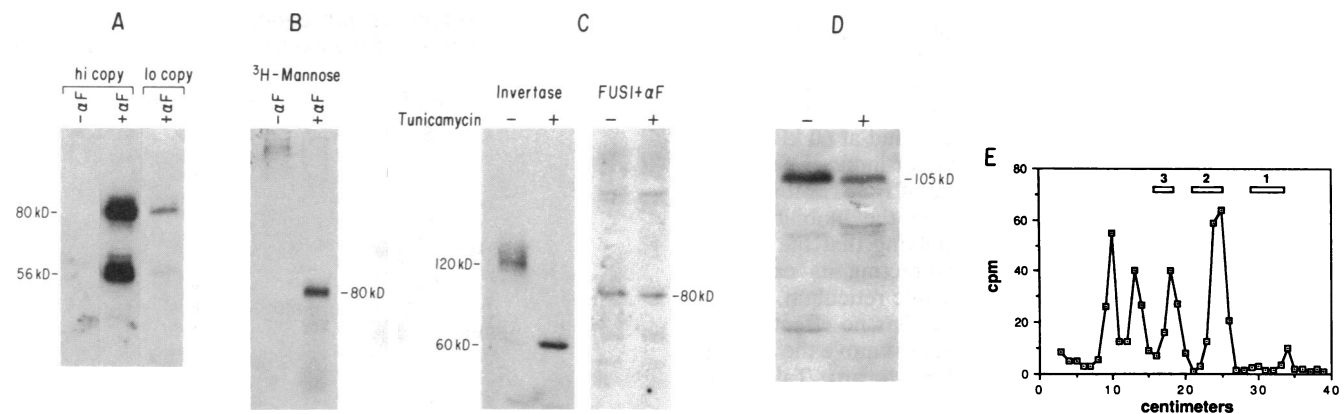 A
hi copy
lo copy
-αF
+αF
+αF
80 kD-
56 kD-
B
³H-Mannose
-αF
+αF
-80 kD
C
Invertase
FUSI+αF
Tunicamycin
- +
- +
120 kD-
60 kD-
-80 kD
D
- +
-105 kD
E
80
60
40
20
0
cpm
3
2
1
0 10 20 30 40
centimeters